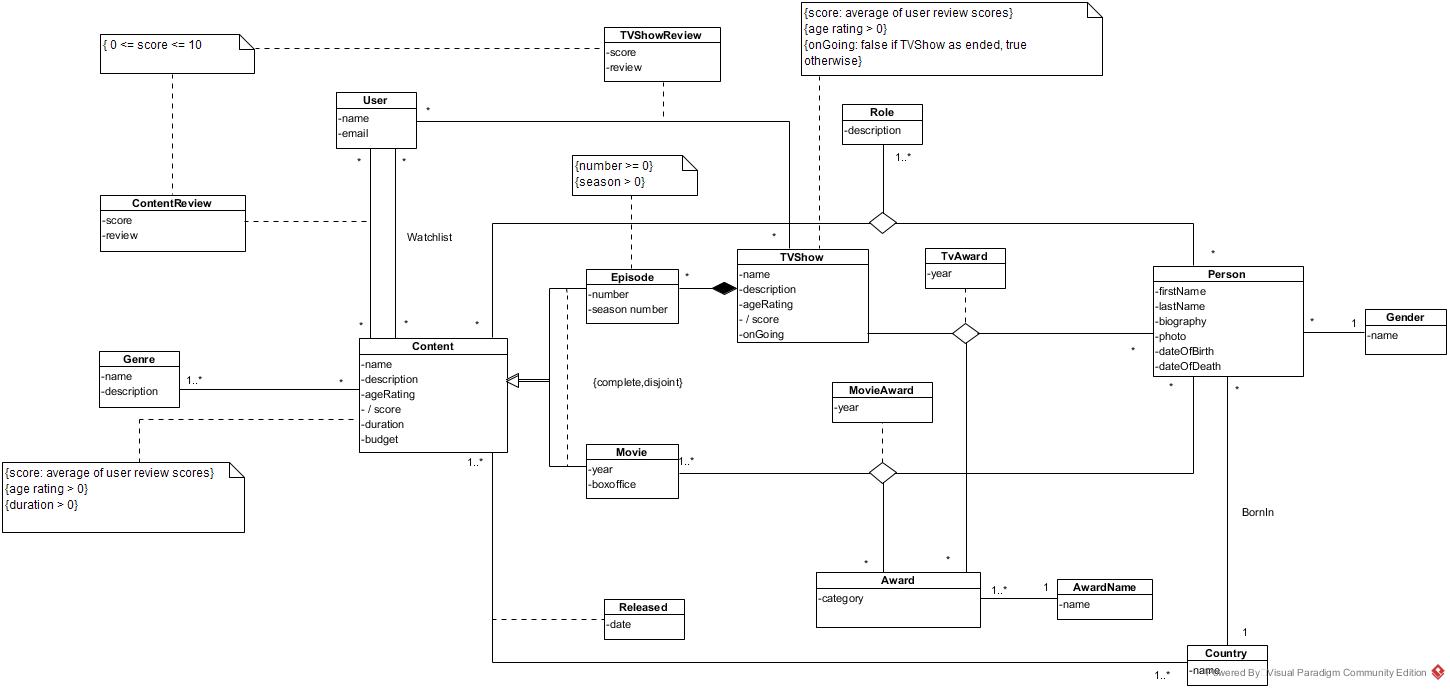 {score: average of user review scores}
{age rating > 0}
{onGoing: false if TVShow as ended, true
otherwise}
{ 0 <= score <= 10
TVShowReview
-score
-review
User
-name
-email
*
Role
-description
1..*
*
*
{number >= 0}
{season > 0}
ContentReview
-score
-review
Watchlist
*
*
TVShow
-name
-description
-ageRating
- / score
-onGoing
TvAward
-year
Person
-firstName
-lastName
-biography
-photo
-dateOfBirth
-dateOfDeath
Episode
-number
-season number
*
*
*
*
*
1
Gender
-name
*
Content
-name
-description
-ageRating
- / score
-duration
-budget
Genre
-name
-description
1..*
*
{complete,disjoint}
MovieAward
-year
*
*
Movie
-year
-boxoffice
1..*
1..*
{score: average of user review scores}
{age rating > 0}
{duration > 0}
BornIn
*
*
Award
-category
1..*
1
AwardName
-name
Released
-date
1
Country
-name
1..*
Powered By Visual Paradigm Community Edition